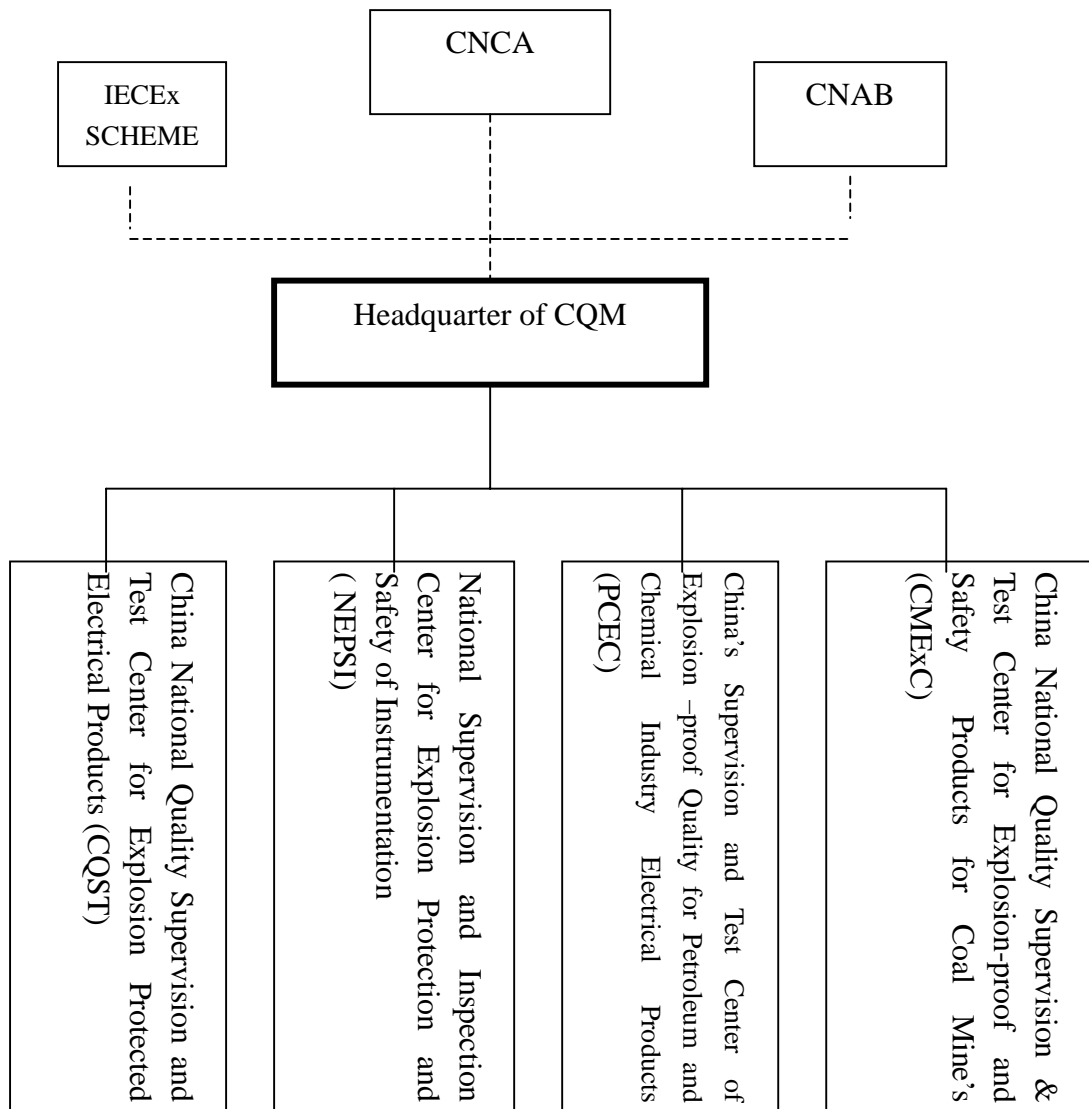 CNCA
IECEx
SCHEME
CNAB
Headquarter of CQM
China National Quality Supervision and
Test Center for Explosion Protected
Electrical Products (CQST)
National Supervision and Inspection
Center for Explosion Protection and
Safety of Instrumentation
( NEPSI)
China's Supervision and Test Center of
Explosion –proof Quality for Petroleum and
Chemical Industry Electrical Products
(PCEC)
China National Quality Supervision &
Test Center for Explosion-proof and
Safety Products for Coal Mine's
(CMExC)